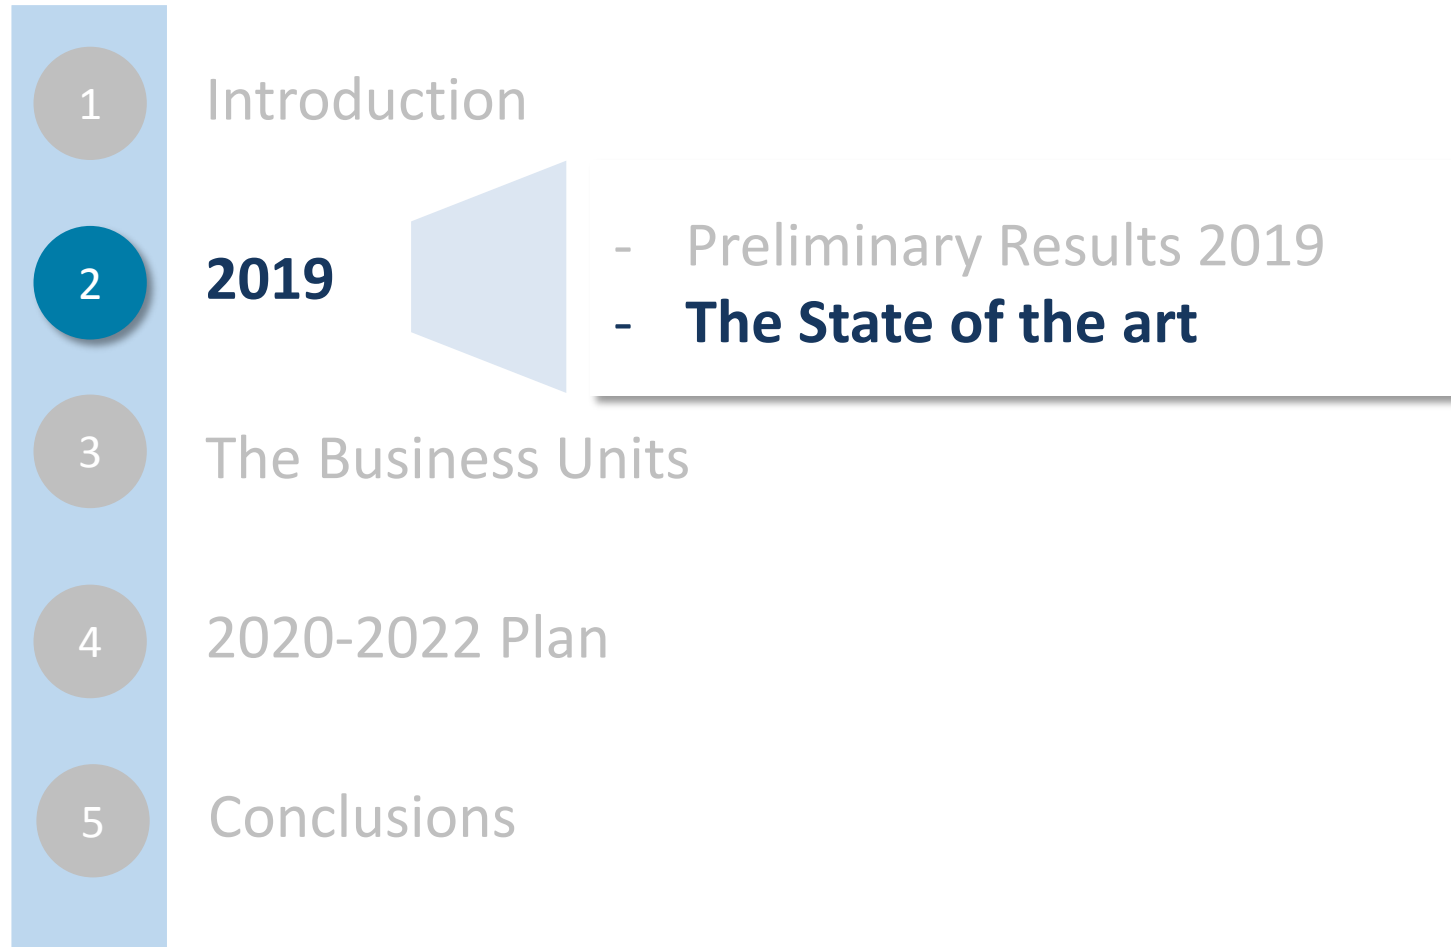 1 Introduction
2 2019
- Preliminary Results 2019
- The State of the art
3 The Business Units
4 2020-2022 Plan
5 Conclusions